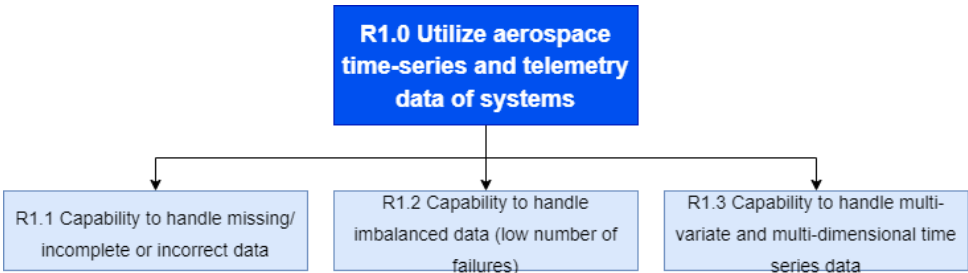 R1.0 Utilize aerospace
time-series and telemetry
data of systems
R1.1 Capability to handle missing/
incomplete or incorrect data
R1.2 Capability to handle
imbalanced data (low number of
failures)
R1.3 Capability to handle multi-
variate and multi-dimensional time
series data